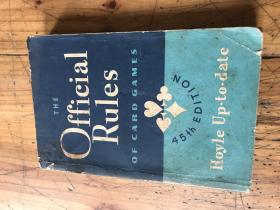 THE
Official
Rules
OF CARD GAMES
45th EDITION
Hoyle Up-to-date